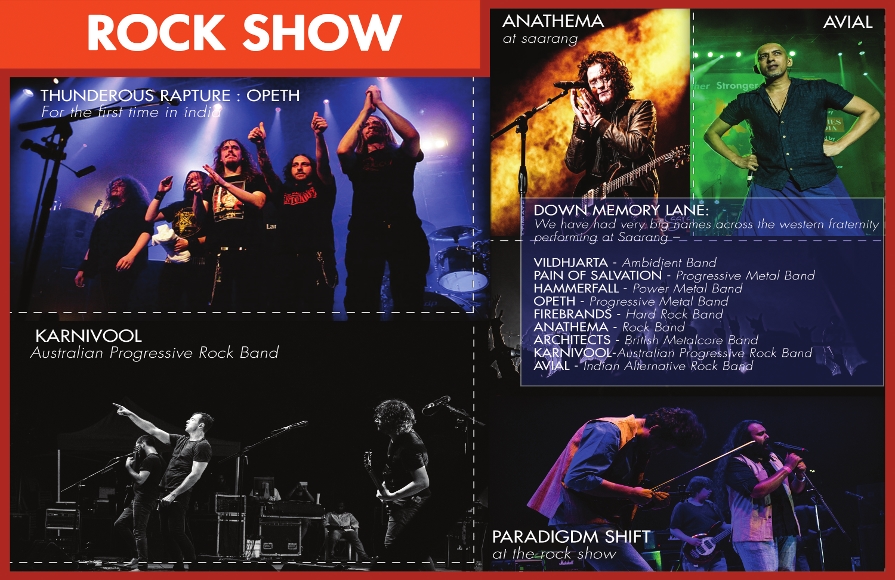 ROCK SHOW
THUNDEROUS RAPTURE : OPETH
For the first time in india
KARNIVOOL
Australian Progressive Rock Band
ANATHEMA
at saarang
AVIAL
Stronger
DOWN MEMORY LANE:
We have had very big names across the western fraternity
performing at Saarang –
VILDHJARTA - Ambidjent Band
PAIN OF SALVATION - Progressive Metal Band
HAMMERFALL - Power Metal Band
OPETH - Progressive Metal Band
FIREBRANDS - Hard Rock Band
ANATHEMA - Rock Band
ARCHITECTS - British Metalcore Band
KARNIVOOL-Australian Progressive Rock Band
AVIAL - Indian Alternative Rock Band
PARADIGDM SHIFT
at the rock show